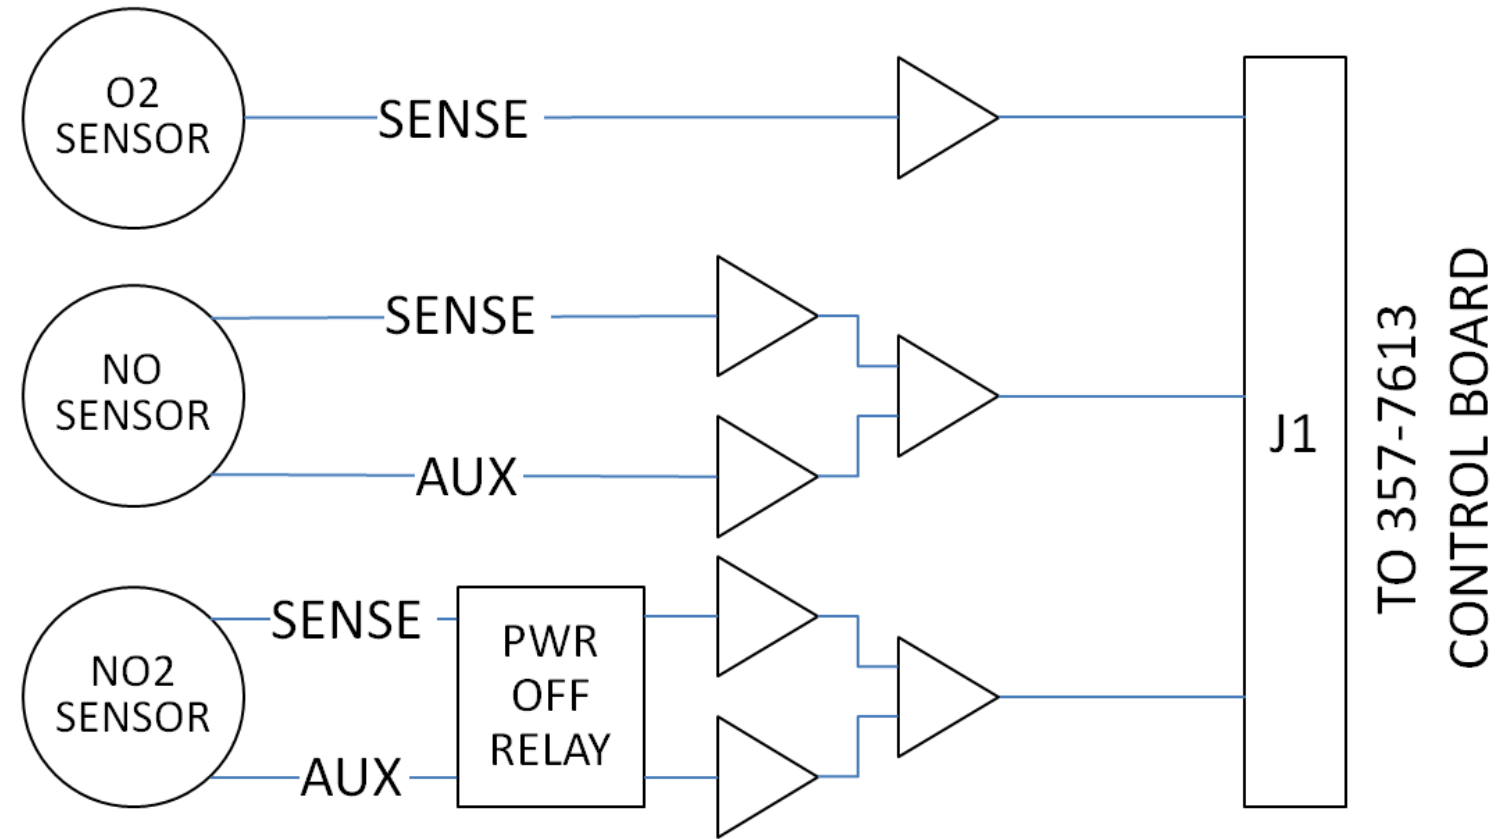 O2
SENSOR
SENSE
NO
SENSOR
SENSE
AUX
NO2
SENSOR
SENSE
AUX
PWR
OFF
RELAY
J1
TO 357-7613
CONTROL BOARD